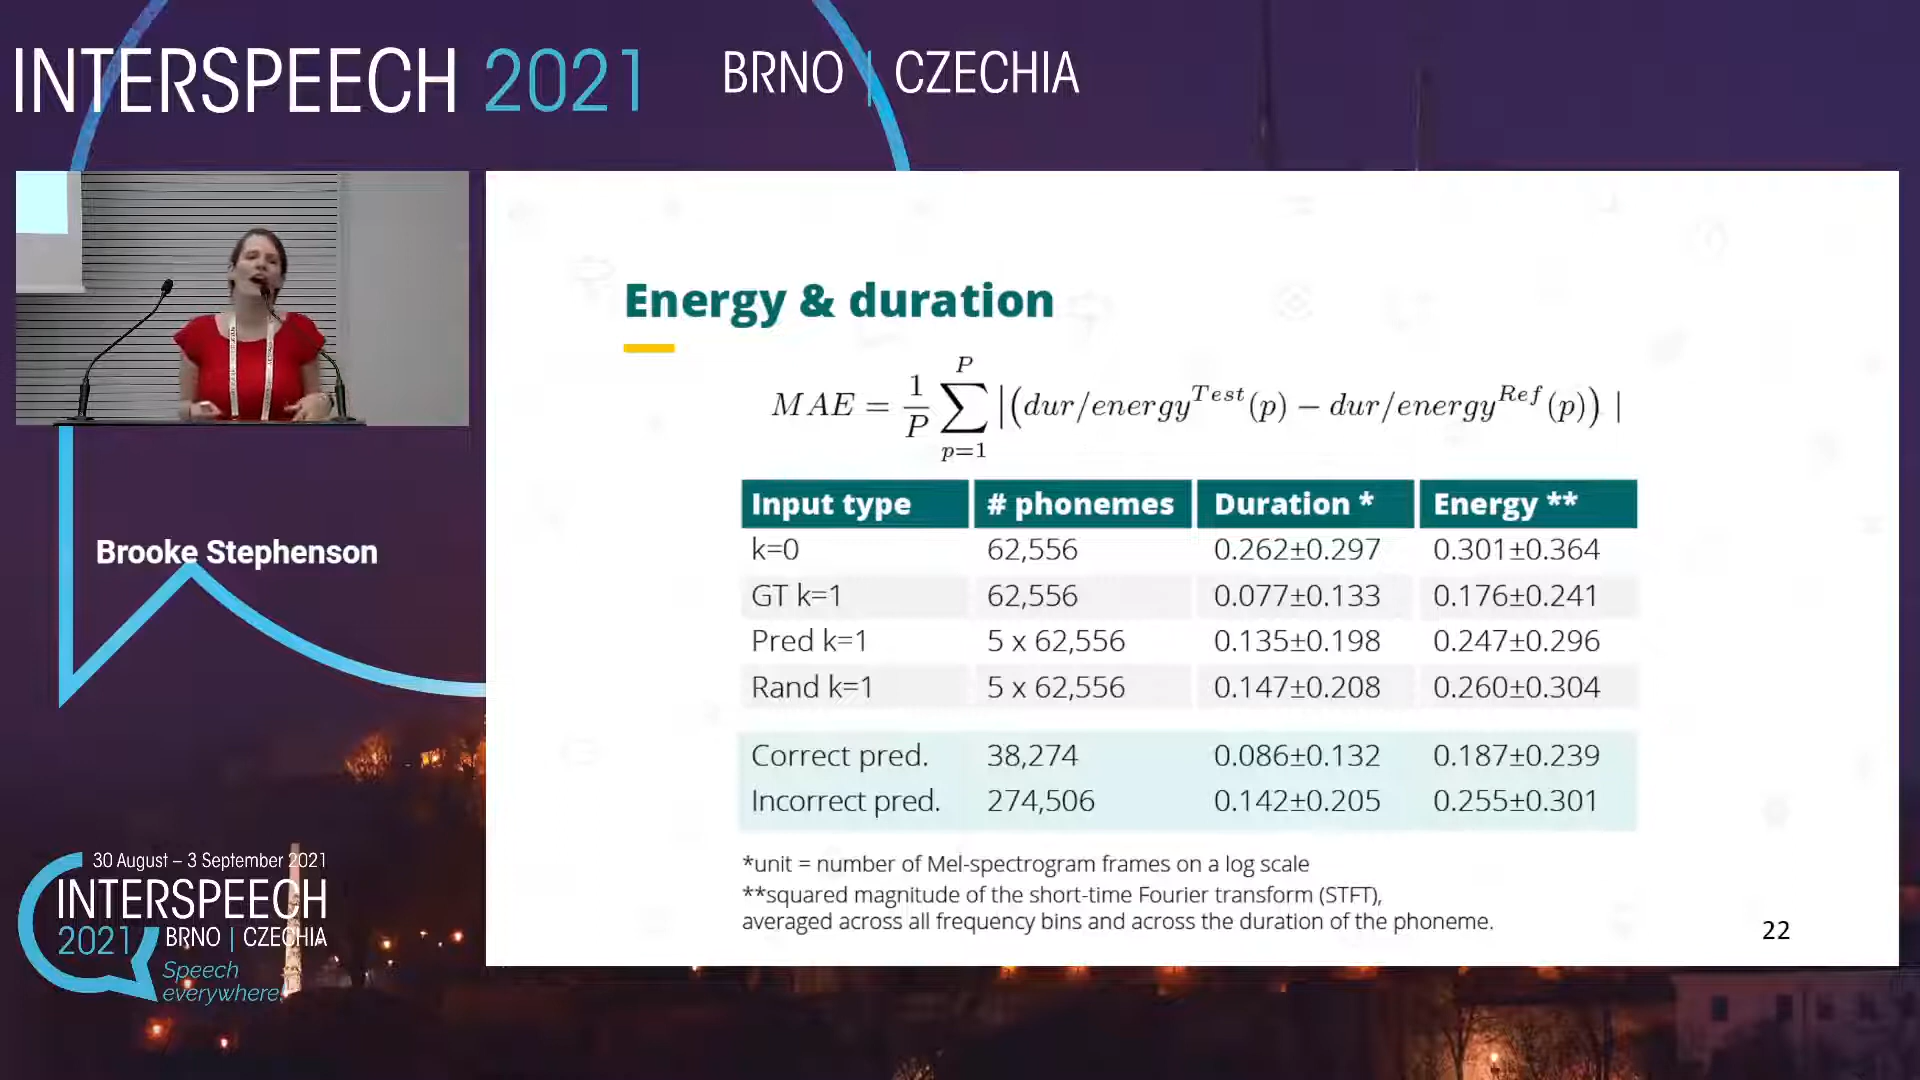 INTERSPEECH 2021
BRNO | CZECHIA
Brooke Stephenson
30 August – 3 September 2021
INTERSPEECH
2021 BRNO | CZECHIA
Speech
everywhere!
Energy & duration
MAE = \frac{1}{P} \sum_{p=1}^{P} |(dur/energy^{Test}(p) − dur/energy^{Ref}(p)) |
Input type # phonemes Duration * Energy **
k=0 62,556 0.262±0.297 0.301±0.364
GT k=1 62,556 0.077±0.133 0.176±0.241
Pred k=1 5 x 62,556 0.135±0.198 0.247±0.296
Rand k=1 5 x 62,556 0.147±0.208 0.260±0.304
Correct pred. 38,274 0.086±0.132 0.187±0.239
Incorrect pred. 274,506 0.142±0.205 0.255±0.301
*unit = number of Mel-spectrogram frames on a log scale
**squared magnitude of the short-time Fourier transform (STFT),
averaged across all frequency bins and across the duration of the phoneme.
22